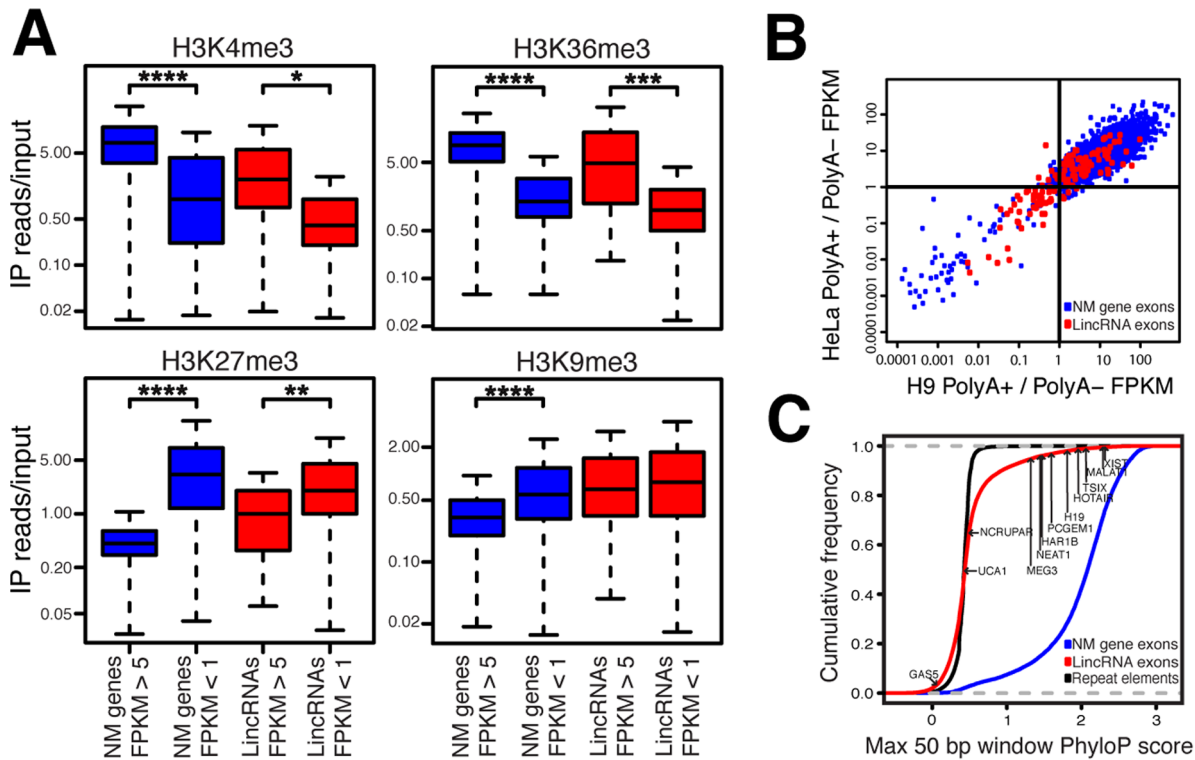 A
H3K4me3
H3K36me3
**** *
**** ***
IP reads/input
5.00
0.50
0.10
0.02
5.00
0.50
0.10
0.02
H3K27me3
H3K9me3
**** **
****
IP reads/input
5.00
1.00
0.20
0.05
2.00
0.50
0.10
0.02
NM genes
FPKM > 5
NM genes
FPKM < 1
LincRNAs
FPKM > 5
LincRNAs
FPKM < 1
NM genes
FPKM > 5
NM genes
FPKM < 1
LincRNAs
FPKM > 5
LincRNAs
FPKM < 1
B
HeLa PolyA+ / PolyA− FPKM
100
10
1
0.1
0.01
0.001
0.0001
NM gene exons
LincRNA exons
0.0001 0.001 0.01 0.1 1 10 100
H9 PolyA+ / PolyA− FPKM
C
Cumulative frequency
1.0
0.8
0.6
0.4
0.2
0.0
XIST
MALAT1
TSIX
HOTAIR
H19
PCGEM1
NCRUPAR
HAR1B
NEAT1
MEG3
UCA1
GAS5
NM gene exons
LincRNA exons
Repeat elements
0 1 2 3
Max 50 bp window PhyloP score